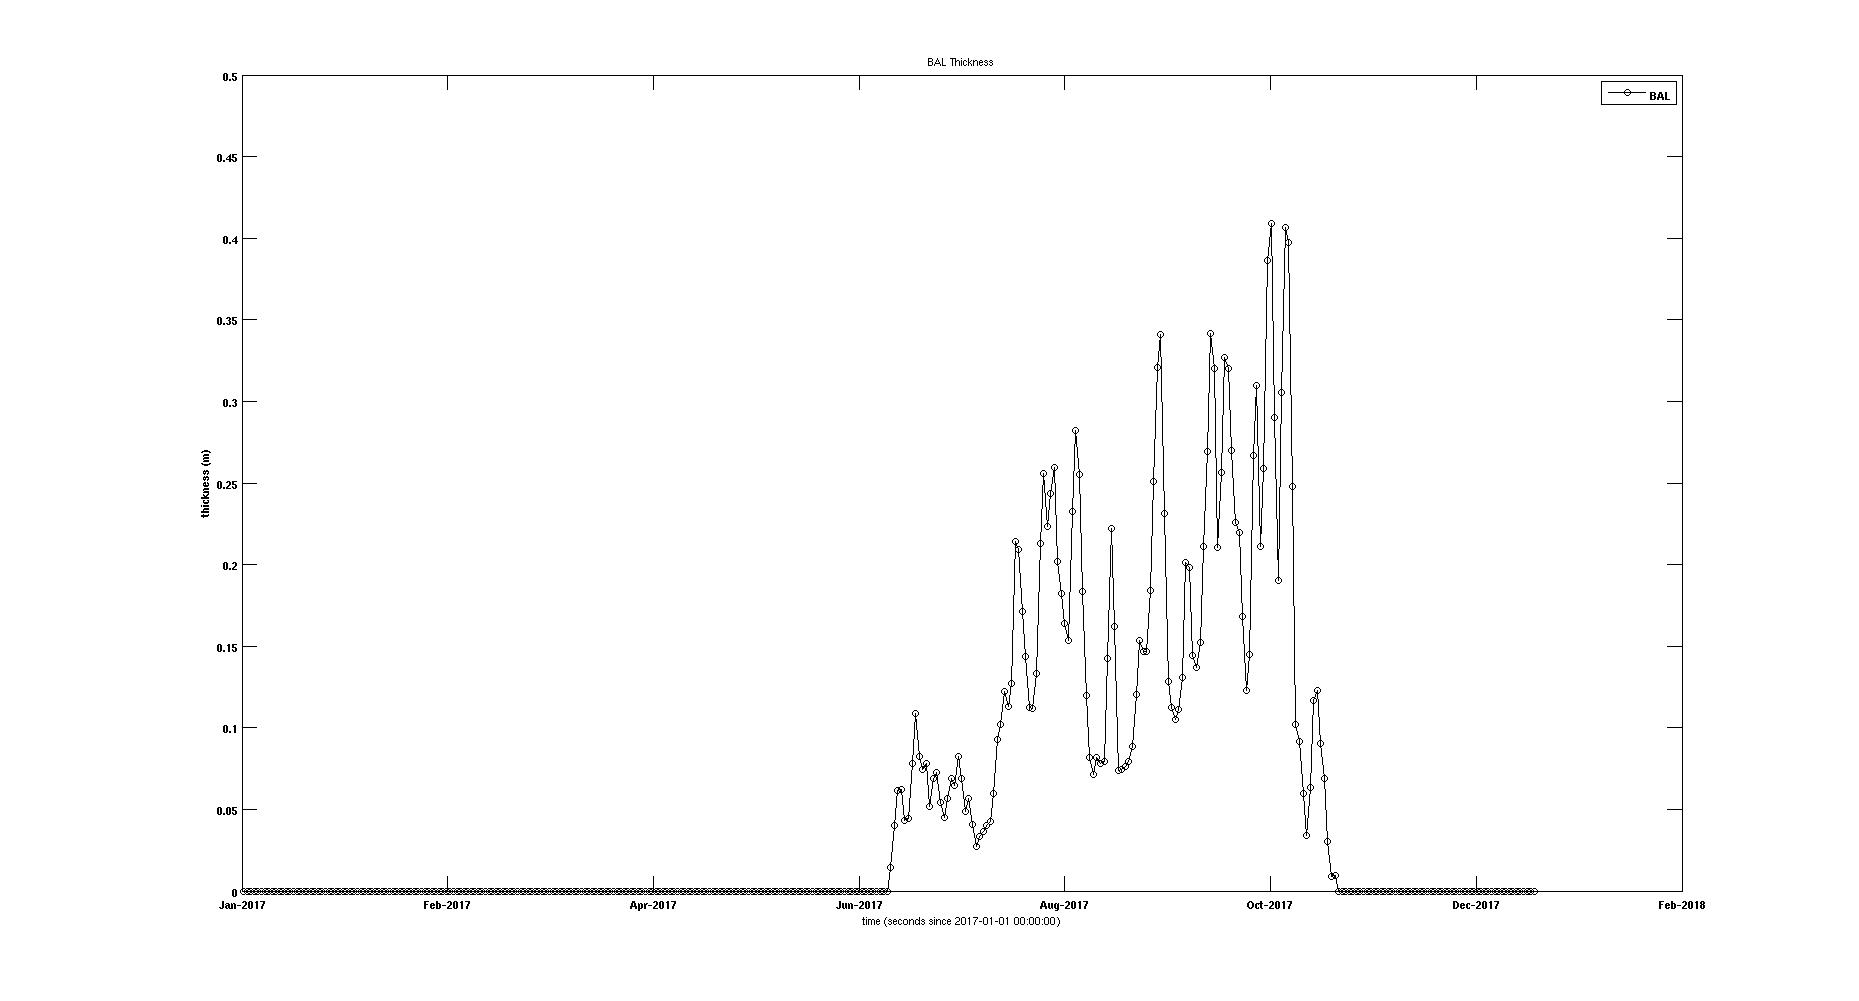 BAL Thickness
BAL
0.5
0.45
0.4
0.35
0.3
0.25
0.2
0.15
0.1
0.05
0
thickness (m)
Jan-2017 Feb-2017 Apr-2017 Jun-2017 Aug-2017 Oct-2017 Dec-2017 Feb-2018
time (seconds since 2017-01-01 00:00:00)